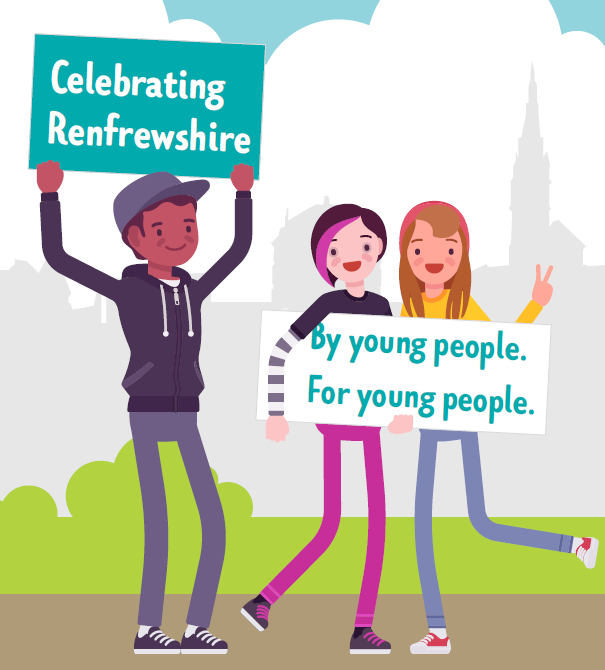 Celebrating
Renfrewshire
By young people.
For young people.